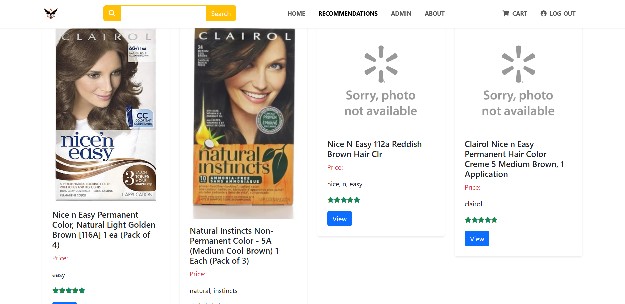 Search
HOME
RECOMMENDATIONS
ADMIN
ABOUT
CART
LOG OUT
CLAIROL
CC
nice'n
easy
Nice n Easy Permanent
Color, Natural Light Golden
Brown [116A] 1 ea (Pack of
4)
Price:
easy
CLAIROL
natural
instincts
Natural Instincts Non-
Permanent Color - 5A
(Medium Cool Brown) 1
Each (Pack of 3)
Price:
natural, instincts
Sorry, photo
not available
Nice N Easy 112a Reddish
Brown Hair Clr
Price:
nice, n, easy
View
Sorry, photo
not available
Clairol Nice n Easy
Permanent Hair Color
Creme 5 Medium Brown, 1
Application
Price:
clairol
View